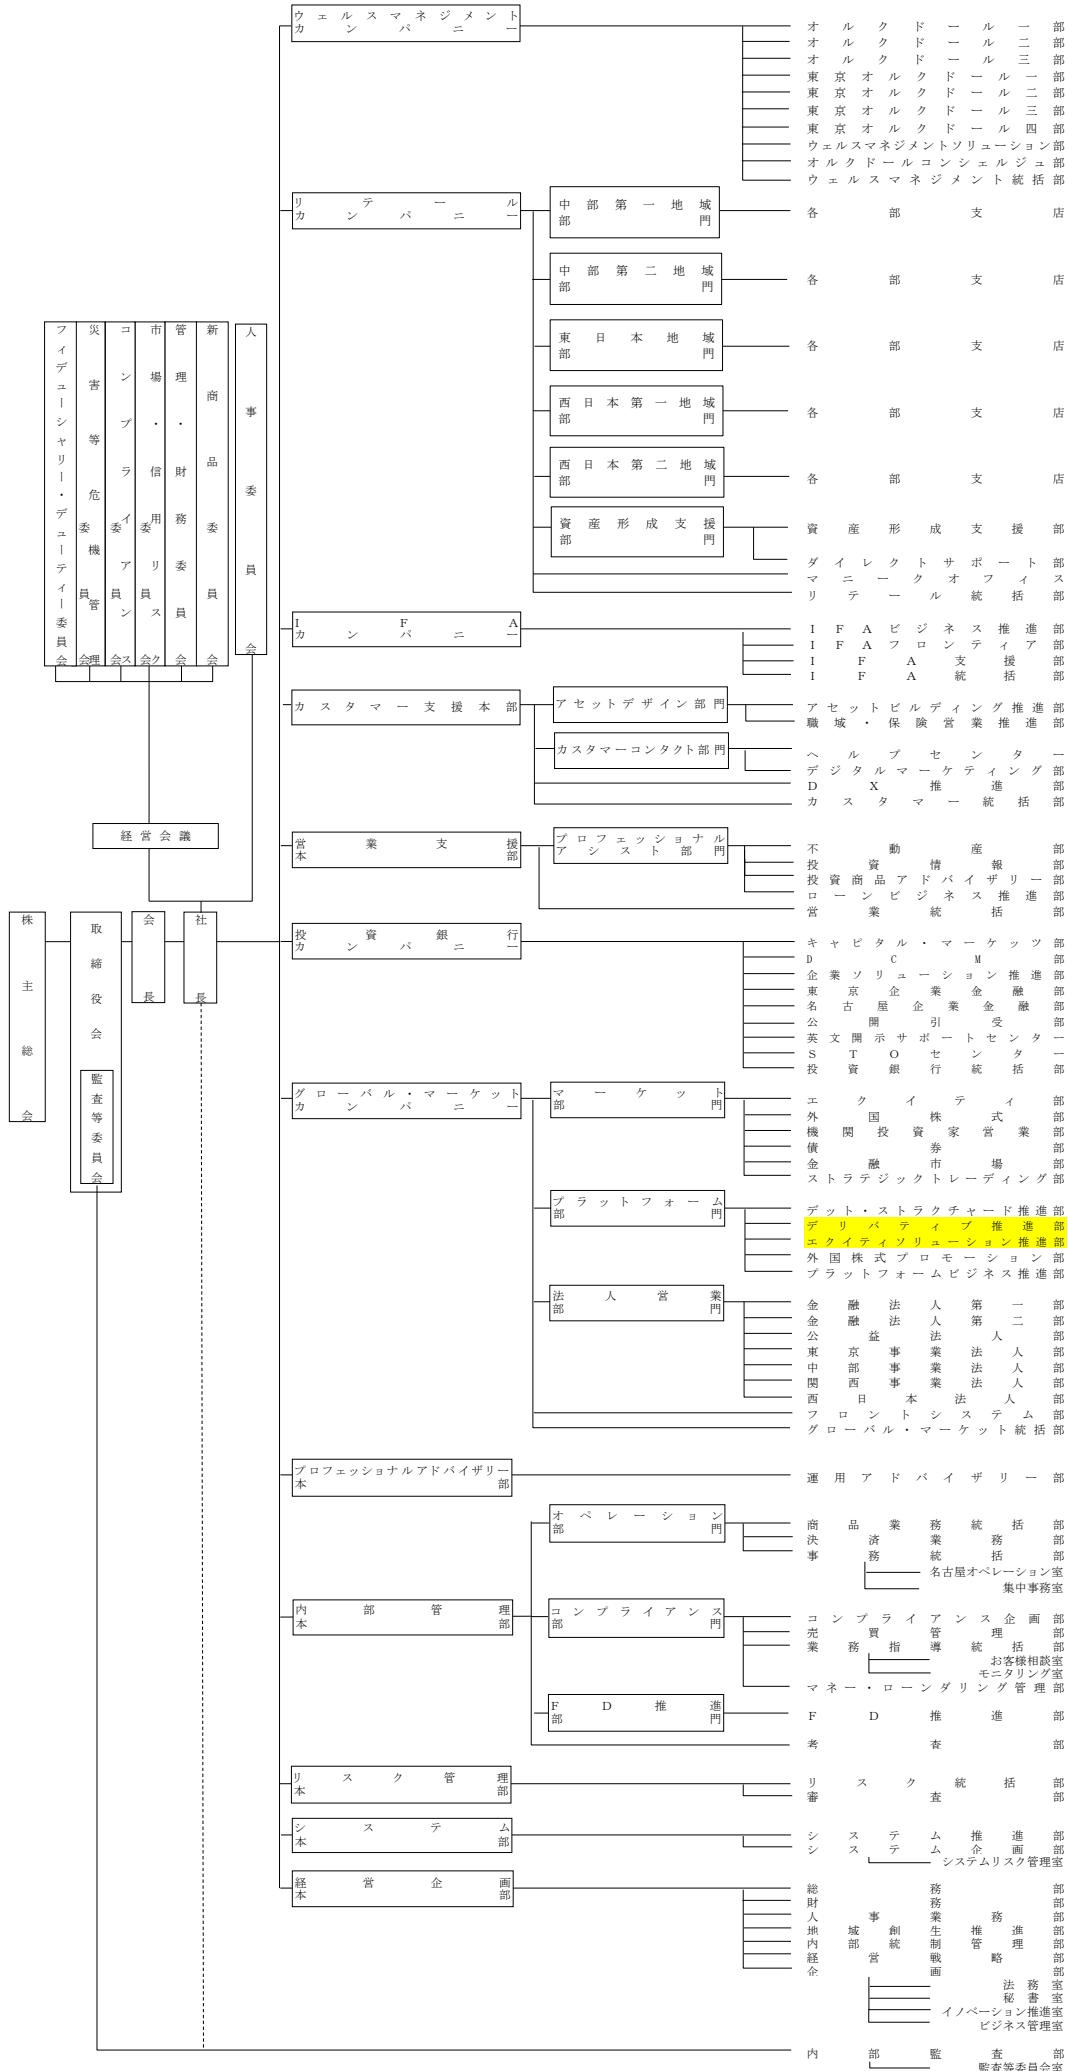 株主総会
取締役会
監査等委員会
会長
社長
経営会議
フィデューシャリー・デューティー委員会
災害等危機管理
委員会
コンプライアンス
委員会
市場・信用リスク
委員会
管理・財務委員会
新商品委員会
人事委員会
ウェルスマネジメント
カンパニー
オルクドール一部
オルクドール二部
オルクドール三部
東京オルクドール一部
東京オルクドール二部
東京オルクドール三部
東京オルクドール四部
ウェルスマネジメントソリューション部
オルクドールコンシェルジュ部
ウェルスマネジメント統括部
リテール
カンパニー
中部第一地域
部門
各部支店
中部第二地域
部門
各部支店
東日本地域
部門
各部支店
西日本第一地域
部門
各部支店
西日本第二地域
部門
各部支店
資産形成支援
部門
資産形成支援部
ダイレクトサポート部
マニークオフィス
リテール統括部
IFA
カンパニー
IFAビジネス推進部
IFAフロンティア部
IFA支援部
IFA統括部
カスタマー支援本部
アセットデザイン部門
アセットビルディング推進部
職域・保険営業推進部
カスタマーコンタクト部門
ヘルプセンター
デジタルマーケティング部
DX推進部
カスタマー統括部
営業支援
本部
プロフェッショナル
アシスト部門
不動産部
投資情報部
投資商品アドバイザリー部
ローンビジネス推進部
営業統括部
投資銀行
カンパニー
キャピタル・マーケッツ部
DCM部
企業ソリューション推進部
東京企業金融部
名古屋企業金融部
公開引受部
英文開示サポートセンター
STOセンター
投資銀行統括部
グローバル・マーケット
カンパニー
マーケット
部門
エクイティ部
外国株式部
機関投資家営業部
債券部
金融市場部
ストラテジックトレーディング部
プラットフォーム
部門
デット・ストラクチャード推進部
デリバティブ推進部
エクイティソリューション推進部
外国株式プロモーション部
プラットフォームビジネス推進部
法人営業
部門
金融法人第一部
金融法人第二部
公益法人部
東京事業法人部
中部事業法人部
関西事業法人部
西日本法人部
フロントシステム部
グローバル・マーケット統括部
プロフェッショナルアドバイザリー
本部
運用アドバイザリー部
内部管理
本部
オペレーション
部門
商品業務統括部
決済業務部
事務統括部
名古屋オペレーション室
集中事務室
コンプライアンス
部門
コンプライアンス企画部
売買管理部
業務指導統括部
お客様相談室
モニタリング室
マネー・ローンダリング管理部
FD推進
部門
FD推進部
考査部
リスク管理
本部
リスク統括部
審査部
システム
本部
システム推進部
システム企画部
システムリスク管理室
経営企画
本部
総務部
財務部
人事業務部
地域創生推進部
内部統制管理部
経営戦略部
企画部
法務室
秘書室
イノベーション推進室
ビジネス管理室
内部監査部
監査等委員会室